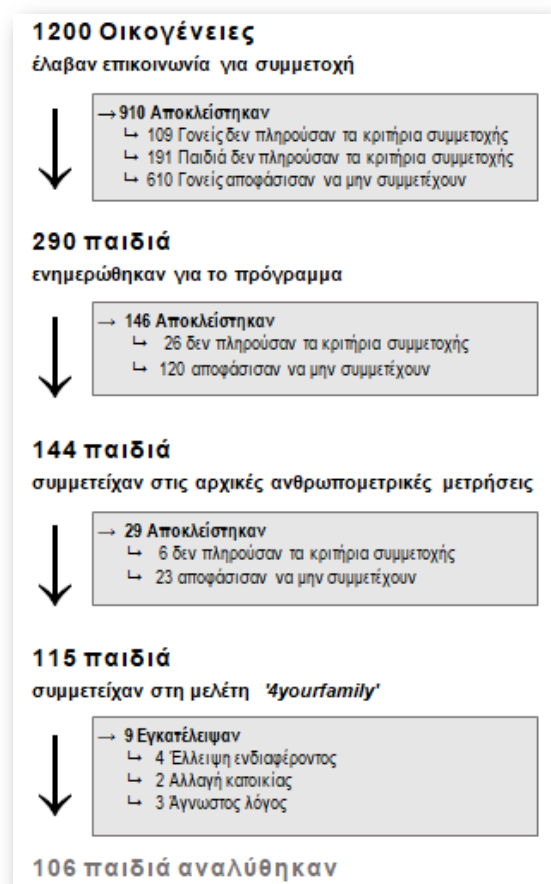 1200 Οικογένειες
έλαβαν επικοινωνία για συμμετοχή
→ 910 Αποκλείστηκαν
↳ 109 Γονείς δεν πληρούσαν τα κριτήρια συμμετοχής
↳ 191 Παιδιά δεν πληρούσαν τα κριτήρια συμμετοχής
↳ 610 Γονείς αποφάσισαν να μην συμμετέχουν
290 παιδιά
ενημερώθηκαν για το πρόγραμμα
→ 146 Αποκλείστηκαν
↳ 26 δεν πληρούσαν τα κριτήρια συμμετοχής
↳ 120 αποφάσισαν να μην συμμετέχουν
144 παιδιά
συμμετείχαν στις αρχικές ανθρωπομετρικές μετρήσεις
→ 29 Αποκλείστηκαν
↳ 6 δεν πληρούσαν τα κριτήρια συμμετοχής
↳ 23 αποφάσισαν να μην συμμετέχουν
115 παιδιά
συμμετείχαν στη μελέτη '4yourfamily'
→ 9 Εγκατέλειψαν
↳ 4 Έλλειψη ενδιαφέροντος
↳ 2 Αλλαγή κατοικίας
↳ 3 Άγνωστος λόγος
106 παιδιά αναλύθηκαν